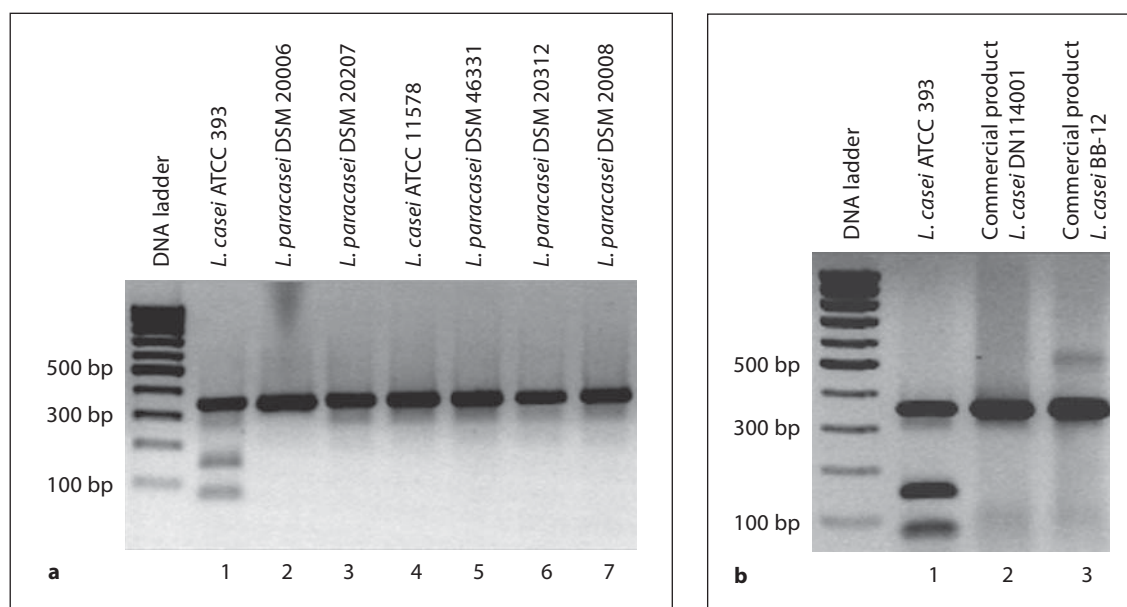 DNA ladder
L. casei ATCC 393
L. paracasei DSM 20006
L. paracasei DSM 20207
L. casei ATCC 11578
L. paracasei DSM 46331
L. paracasei DSM 20312
L. paracasei DSM 20008
500 bp
300 bp
100 bp
a
1
2
3
4
5
6
7
DNA ladder
L. casei ATCC 393
Commercial product
L. casei DN114001
Commercial product
L. casei BB-12
500 bp
300 bp
100 bp
b
1
2
3